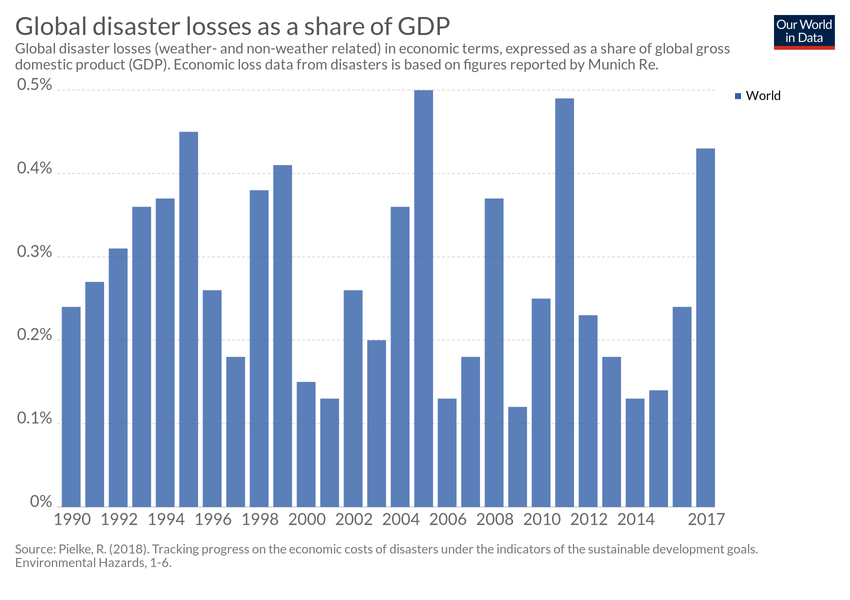 Global disaster losses as a share of GDP
Our World
in Data
Global disaster losses (weather- and non-weather related) in economic terms, expressed as a share of global gross
domestic product (GDP). Economic loss data from disasters is based on figures reported by Munich Re.
World
0.5%
0.4%
0.3%
0.2%
0.1%
0%
1990 1992 1994 1996 1998 2000 2002 2004 2006 2008 2010 2012 2014 2017
Source: Pielke, R. (2018). Tracking progress on the economic costs of disasters under the indicators of the sustainable development goals.
Environmental Hazards, 1-6.